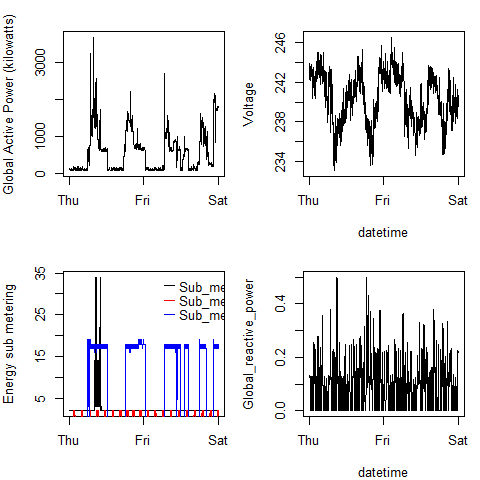 Global Active Power (kilowatts)
0
1000
3000
Thu
Fri
Sat
Voltage
234
238
242
246
Thu
Fri
Sat
datetime
Energy sub metering
5
15
25
35
Sub_me
Sub_me
Sub_me
Thu
Fri
Sat
Global_reactive_power
0.0
0.2
0.4
Thu
Fri
Sat
datetime